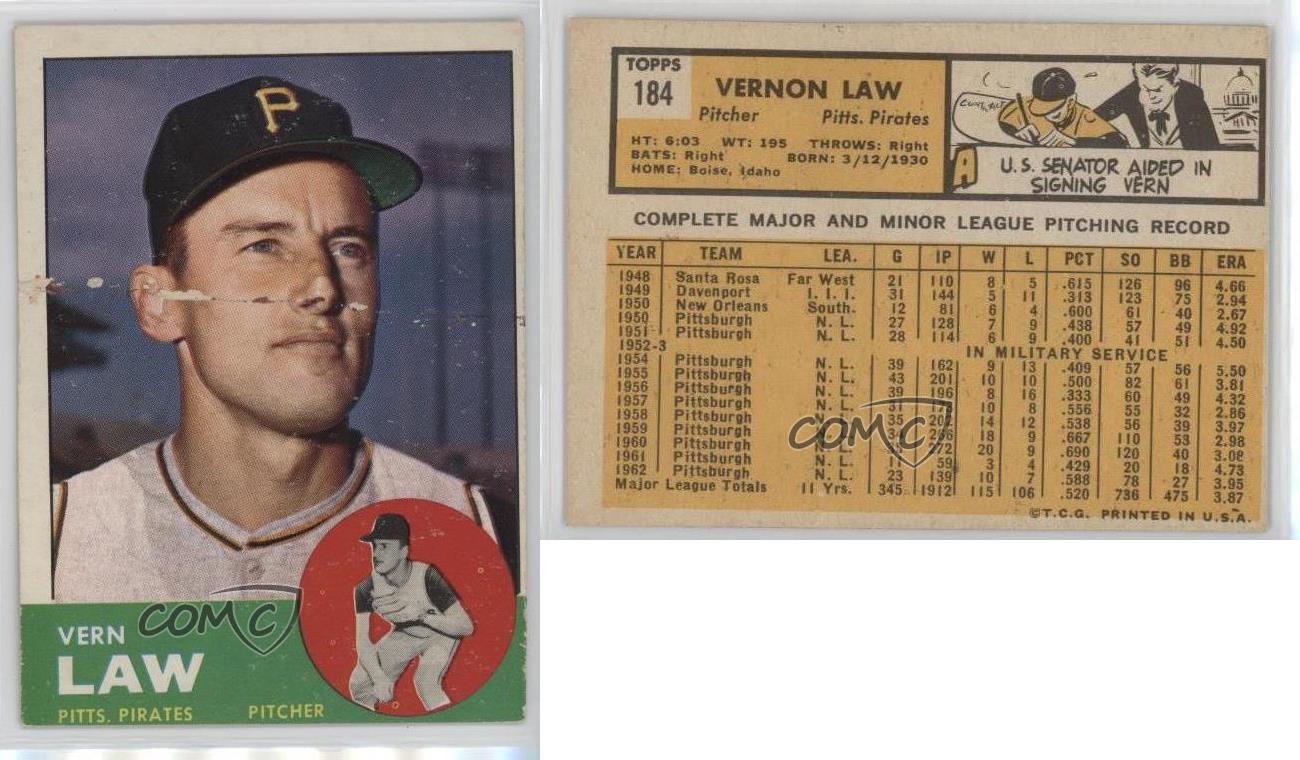 P
VERN
LAW
PITTS. PIRATES PITCHER
COMC
TOPPS
184
VERNON LAW
Pitcher Pitts. Pirates
HT: 6:03 WT: 195 THROWS: Right
BATS: Right BORN: 3/12/1930
HOME: Boise, Idaho
CONTRACT
A
U.S. SENATOR AIDED IN
SIGNING VERN
COMPLETE MAJOR AND MINOR LEAGUE PITCHING RECORD
YEAR TEAM LEA. G IP W L PCT SO BB ERA
1948 Santa Rosa Far West 21 110 8 5 .615 126 96 4.66
1949 Davenport I. I. I. 31 144 5 11 .313 123 75 2.94
1950 New Orleans South. 12 81 6 4 .600 61 40 2.67
1950 Pittsburgh N. L. 27 128 7 9 .438 57 49 4.92
1951 Pittsburgh N. L. 28 114 6 9 .400 41 51 4.50
1952-3 IN MILITARY SERVICE
1954 Pittsburgh N. L. 39 162 9 13 .409 57 56 5.50
1955 Pittsburgh N. L. 43 201 10 10 .500 82 61 3.81
1956 Pittsburgh N. L. 39 196 8 16 .333 60 49 4.32
1957 Pittsburgh N. L. 31 10 8 .556 55 32 2.86
1958 Pittsburgh N. L. 35 202 14 12 .538 56 39 3.97
1959 Pittsburgh N. L. 266 18 9 .667 110 53 2.98
1960 Pittsburgh N. L. 272 20 9 .690 120 40 3.08
1961 Pittsburgh N. L. 11 59 3 4 .429 20 18 4.73
1962 Pittsburgh N. L. 23 139 10 7 .588 78 27 3.95
Major League Totals 11 Yrs. 345 1912 115 106 .520 736 475 3.87
COMC
©T.C.G. PRINTED IN U.S.A.